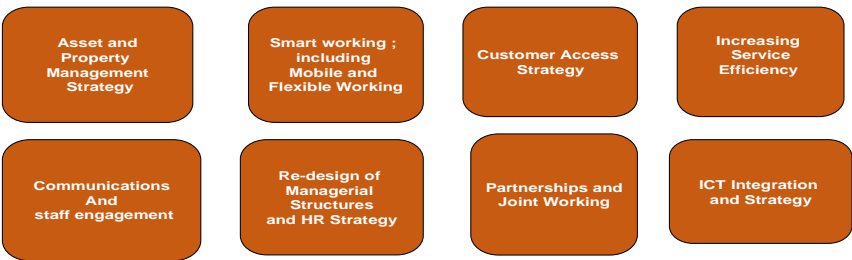 Asset and
Property
Management
Strategy
Smart working ;
including
Mobile and
Flexible Working
Customer Access
Strategy
Increasing
Service
Efficiency
Communications
And
staff engagement
Re-design of
Managerial
Structures
and HR Strategy
Partnerships and
Joint Working
ICT Integration
and Strategy